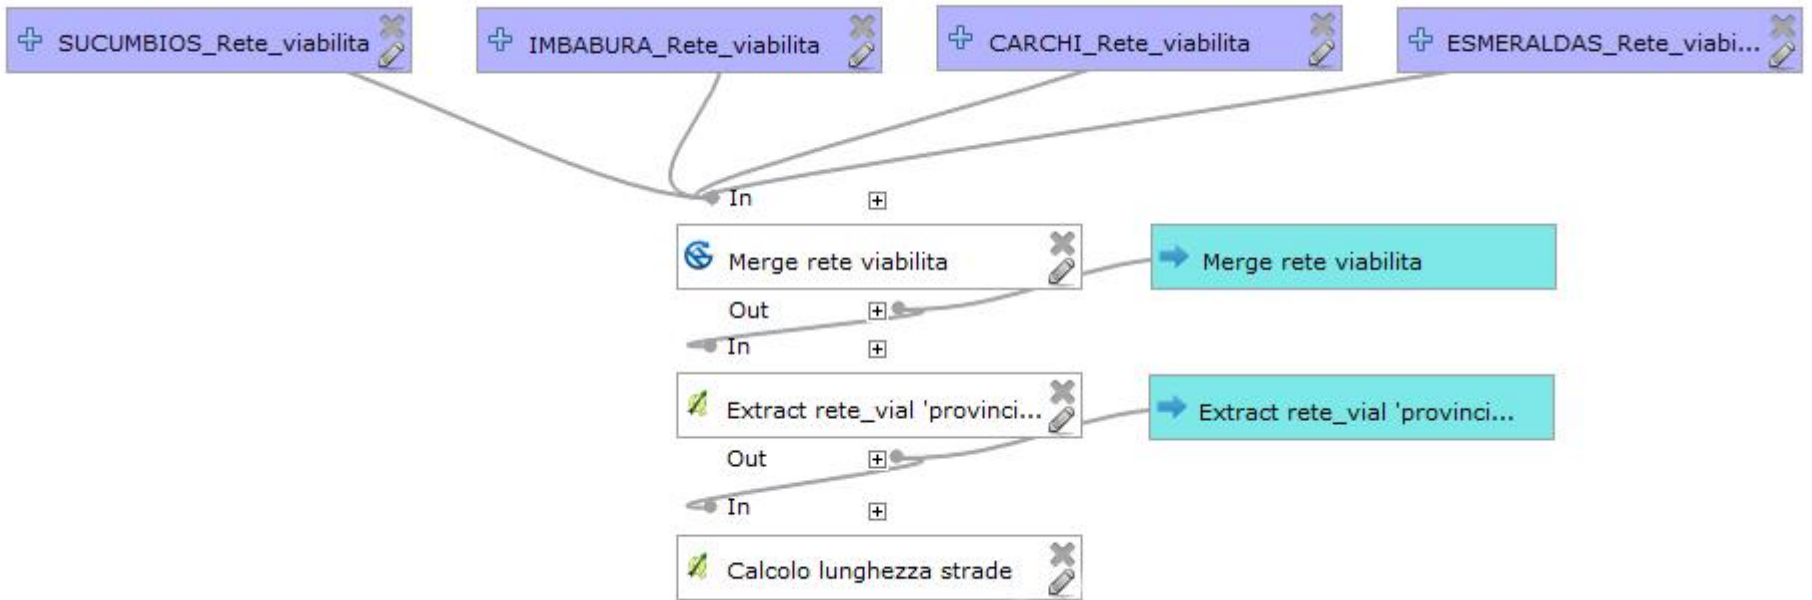 SUCUMBIOS_Rete_viabilita
IMBABURA_Rete_viabilita
CARCHI_Rete_viabilita
ESMERALDAS_Rete_viabi...
In
Merge rete viabilita
Merge rete viabilita
Out
In
Extract rete_vial 'provinci...
Extract rete_vial 'provinci...
Out
In
Calcolo lunghezza strade